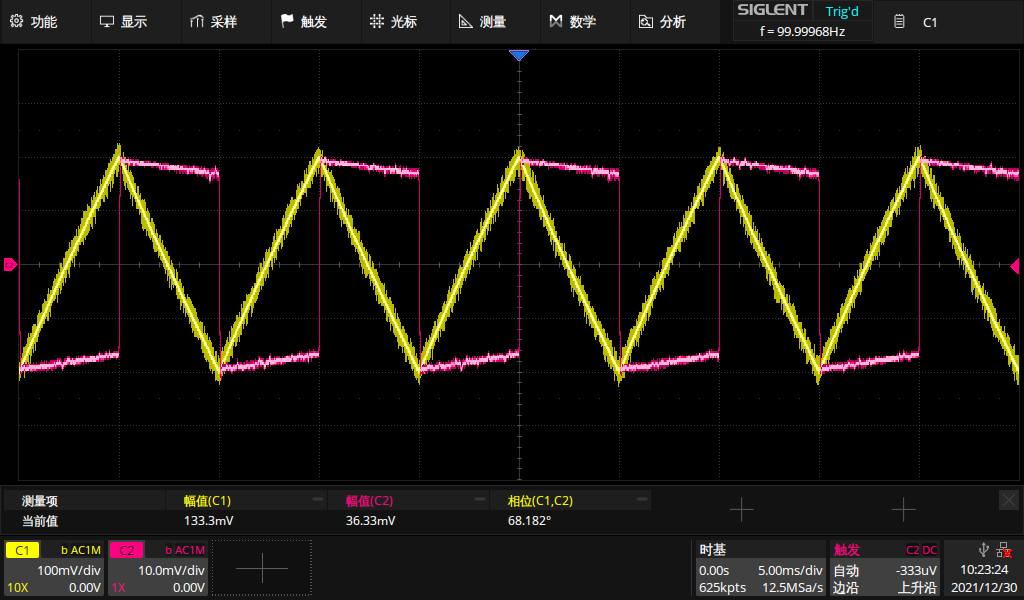 功能 显示 采样 触发 光标 测量 数学 分析 SIGLENT Trig'd C1
f = 99.99968Hz
测量项 幅值(C1) 幅值(C2) 相位(C1,C2)
当前值 133.3mV 36.33mV 68.182°
C1 b AC1M C2 b AC1M 时基 触发 C2 DC
100mV/div 10.0mV/div 0.00s 5.00ms/div 自动 -333uV 10:23:24
10X 0.00V 1X 0.00V 625kpts 12.5MSa/s 边沿 上升沿 2021/12/30